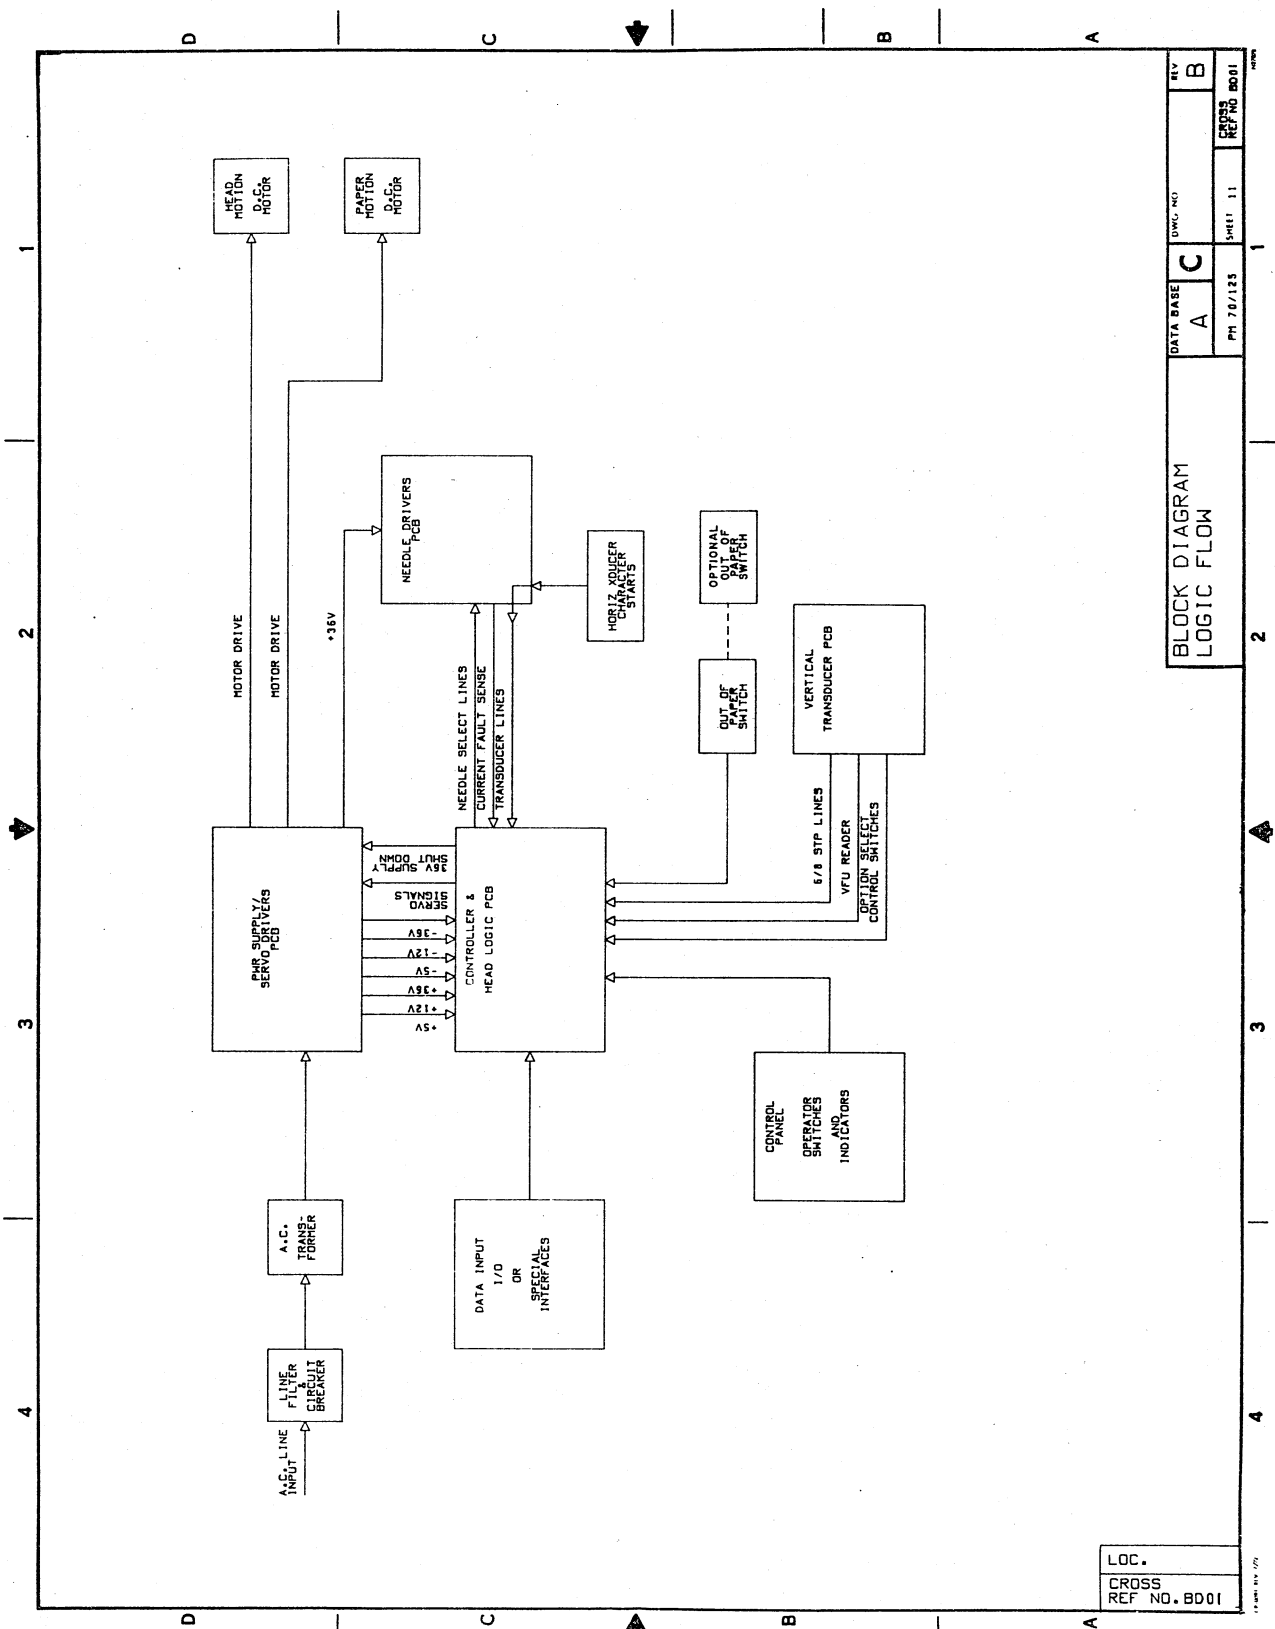 D
C
B
A
HEAD
MOTION
D.C.
MOTOR
PAPER
MOTION
D.C.
MOTOR
1
2
3
4
MOTOR DRIVE
MOTOR DRIVE
+36V
NEEDLE DRIVERS
PCB
HORIZ XDUCER
CHARACTER
STARTS
NEEDLE SELECT LINES
CURRENT FAULT SENSE
TRANSDUCER LINES
OPTIONAL
OUT OF
PAPER
SWITCH
OUT OF
PAPER
SWITCH
VERTICAL
TRANSDUCER PCB
6/8 STP LINES
VFU READER
OPTION SELECT
CONTROL SWITCHES
PWR SUPPLY/
SERVO DRIVERS
PCB
36V SUPPLY
SHUT DOWN
SERVO
SIGNALS
-36V
-12V
-5V
+36V
+12V
+5V
CONTROLLER &
HEAD LOGIC PCB
CONTROL
PANEL
OPERATOR
SWITCHES
AND
INDICATORS
A.C.
TRANS-
FORMER
LINE
FILTER
&
CIRCUIT
BREAKER
A.C. LINE
INPUT
DATA INPUT
I/O
OR
SPECIAL
INTERFACES
BLOCK DIAGRAM
LOGIC FLOW
DATA BASE
A
C
DWG. NO
REV
B
PM 70/125
SHEET 11
CROSS
REF NO BD01
1
2
3
4
D
C
B
A
LOC.
CROSS
REF NO. BD01